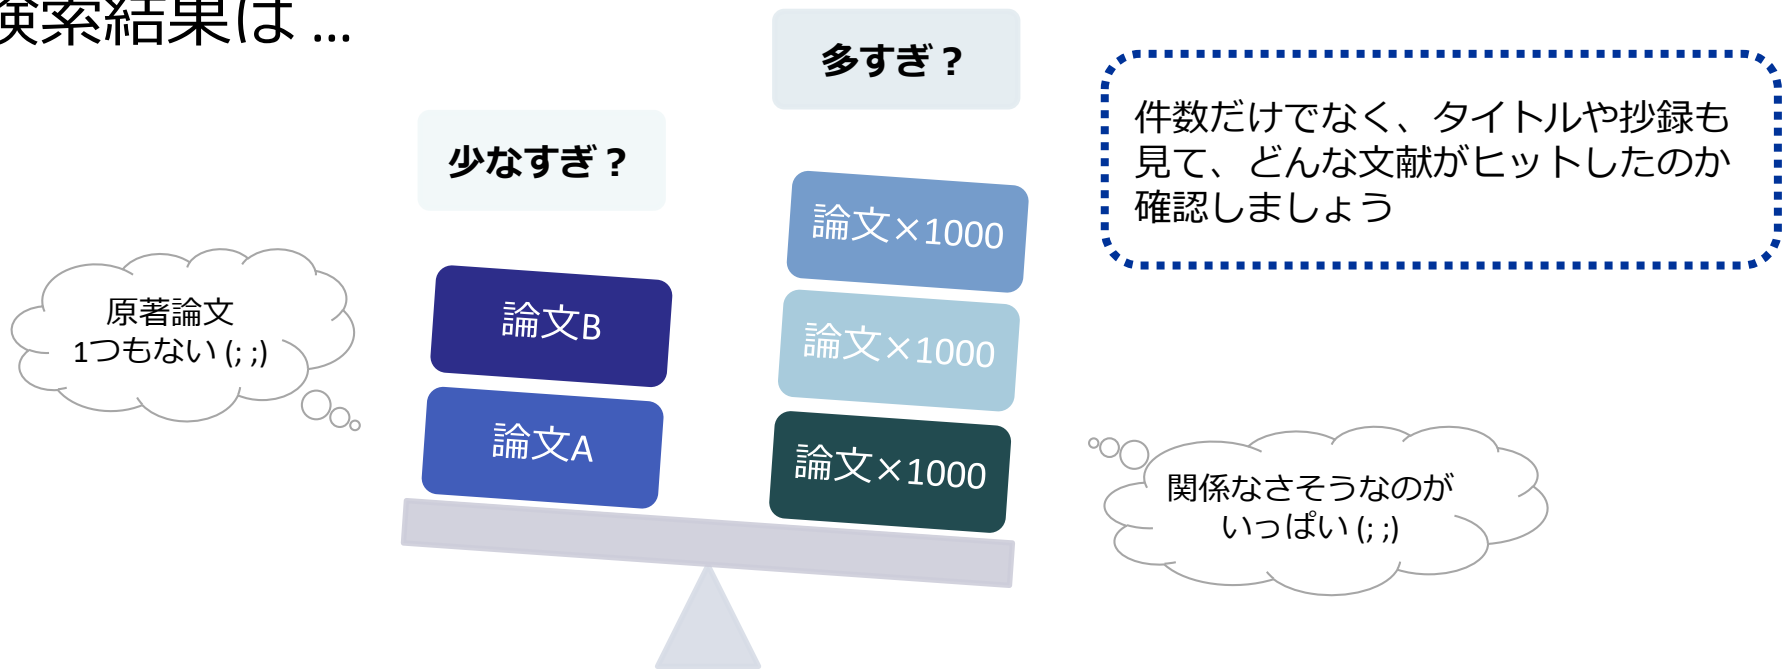 検索結果は ...
多すぎ？
少なすぎ？
件数だけでなく、タイトルや抄録も
見て、どんな文献がヒットしたのか
確認しましょう
論文×1000
論文×1000
論文×1000
論文B
論文A
原著論文
1つもない (; ;)
関係なさそうなのが
いっぱい (; ;)